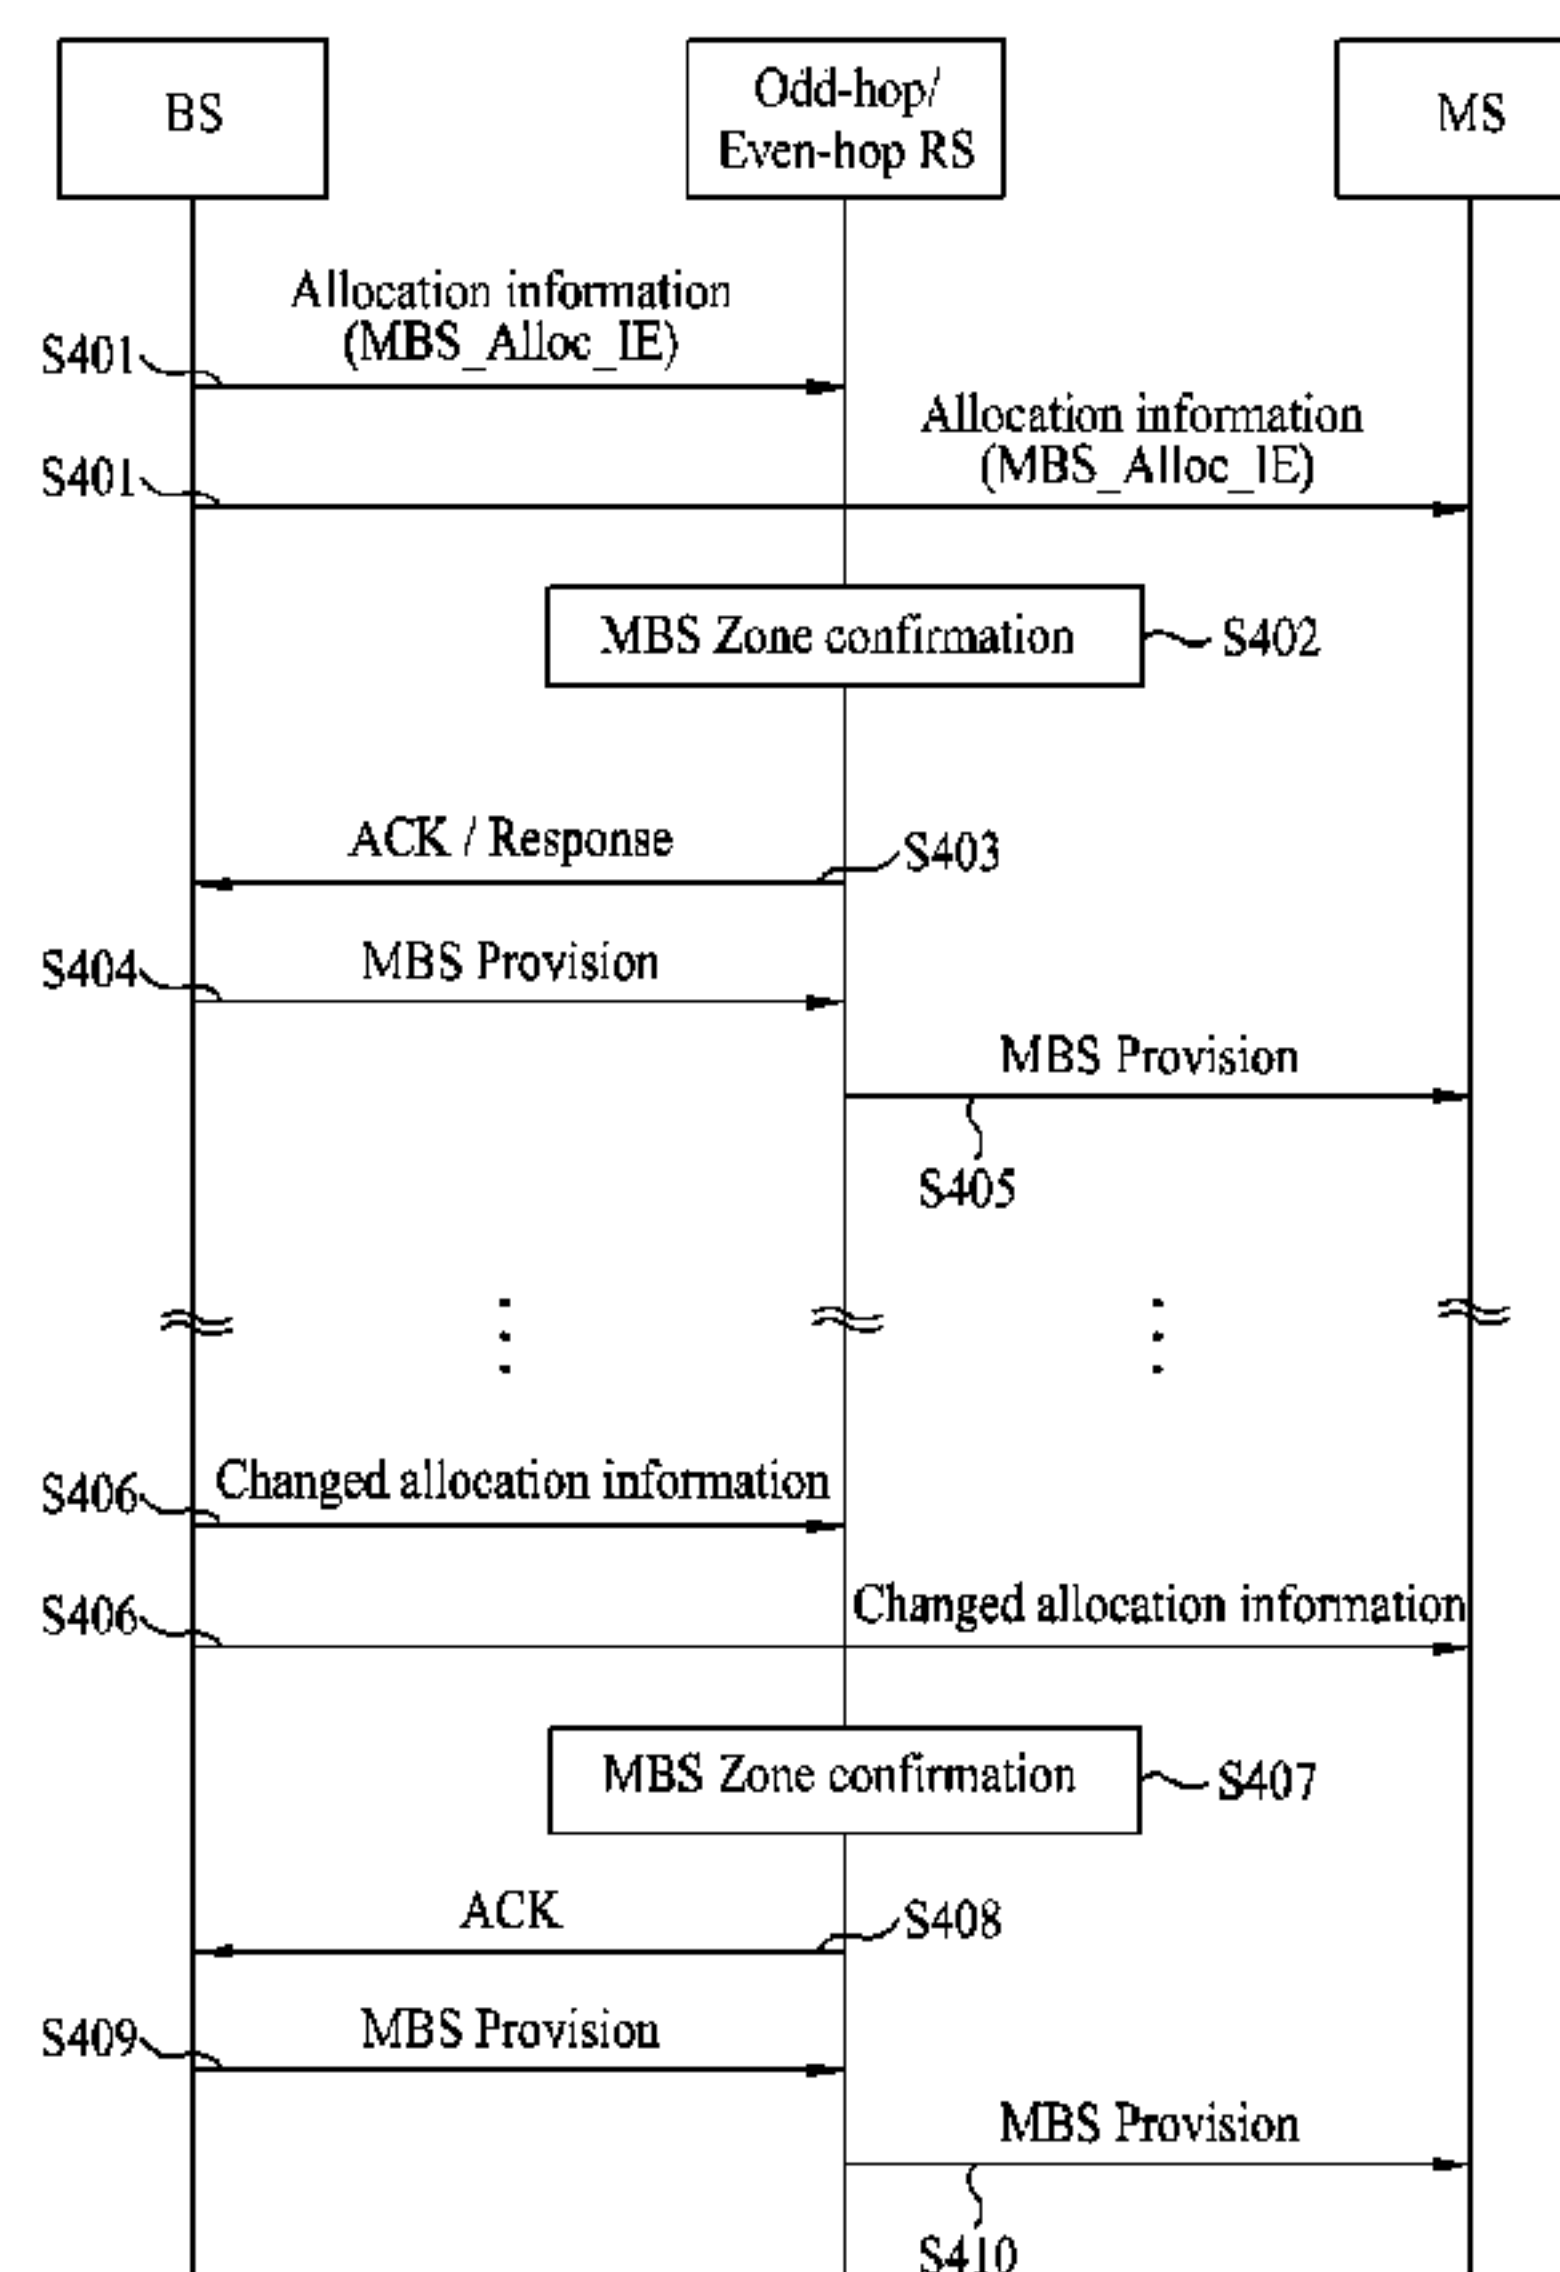 BS
Odd-hop/
Even-hop RS
MS
Allocation information
(MBS_Alloc_IE)
S401
Allocation information
(MBS_Alloc_IE)
S401
MBS Zone confirmation
S402
ACK / Response
S403
MBS Provision
S404
MBS Provision
S405
Changed allocation information
S406
Changed allocation information
S406
MBS Zone confirmation
S407
ACK
S408
MBS Provision
S409
MBS Provision
S410